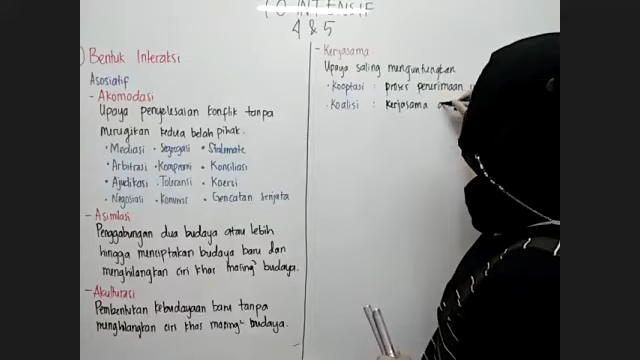 TO INTENSIF
4 & 5
) Bentuk Interaksi
Asosiatif
- Akomodasi
Upaya penyelesaian konflik tanpa
merugikan kedua belah pihak.
• Mediasi • Segregasi • Stalemate
• Arbitrasi • Kompromi • Konsiliasi
• Ajudikasi • Toleransi • Koersi
• Negosiasi • Konversi • Gencatan Senjata
- Asimilasi
Penggabungan dua budaya atau lebih
hingga menciptakan budaya baru dan
menghilangkan ciri khas masing² budaya.
- Akulturasi
Pembentukan kebudayaan baru tanpa
menghilangkan ciri khas masing² budaya.
- Kerjasama
Upaya saling menguntungkan
• Kooptasi : proses penerimaan
• Koalisi : kerjasama a